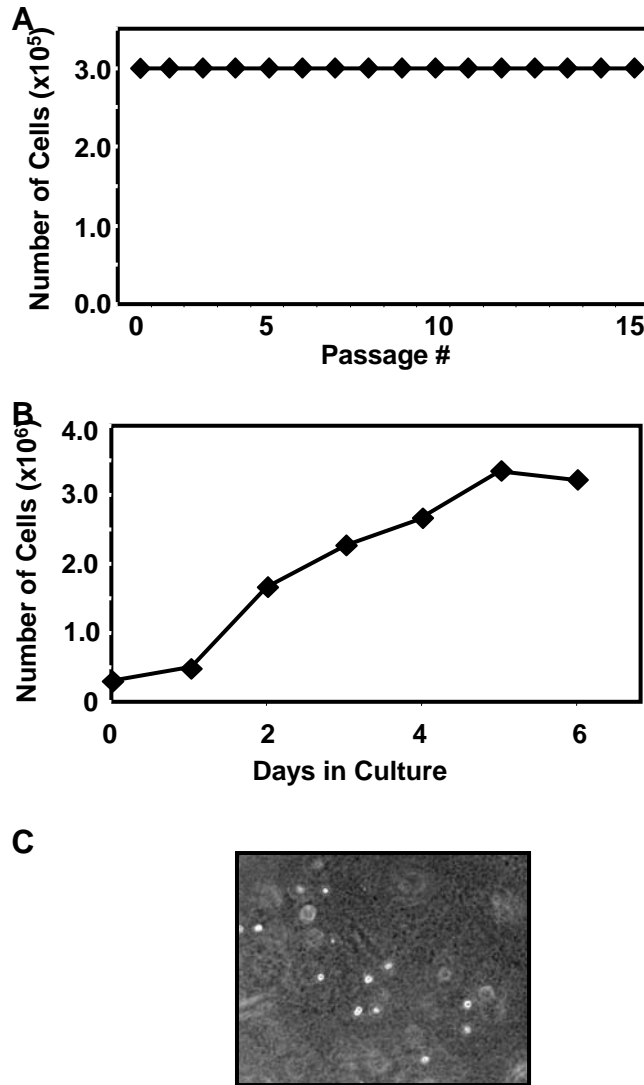 A
Number of Cells (x10⁵)
3.0
2.0
1.0
0.0
0 5 10 15
Passage #
B
Number of Cells (x10⁶)
4.0
3.0
2.0
1.0
0
0 2 4 6
Days in Culture
C